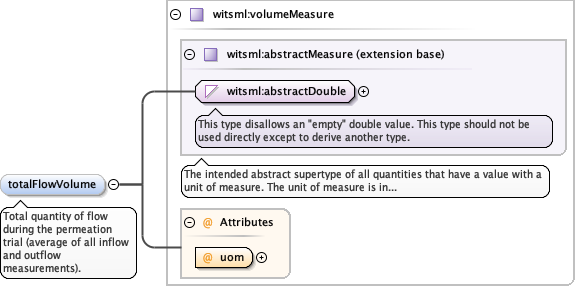 witsml:volumeMeasure
witsml:abstractMeasure (extension base)
witsml:abstractDouble
This type disallows an "empty" double value. This type should not be
used directly except to derive another type.
The intended abstract supertype of all quantities that have a value with a
unit of measure. The unit of measure is in...
totalFlowVolume
Total quantity of flow
during the permeation
trial (average of all inflow
and outflow
measurements).
@ Attributes
@ uom